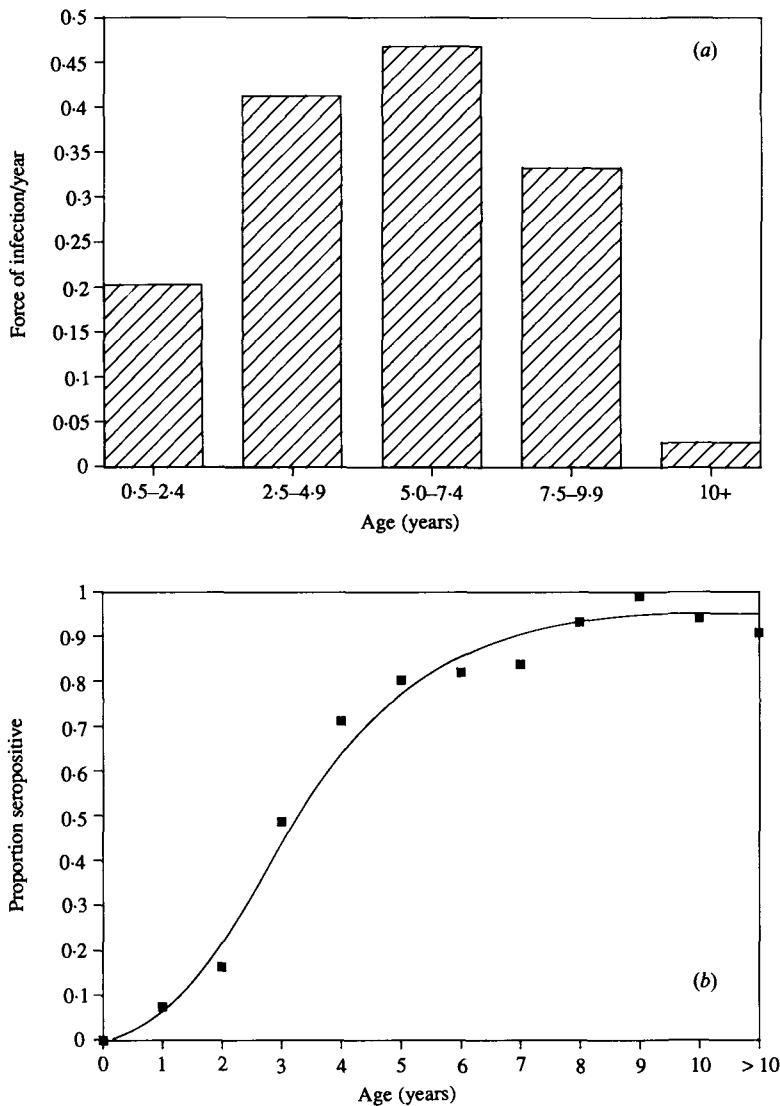 (a)
Force of infection/year
0·5
0·45
0·4
0·35
0·3
0·25
0·2
0·15
0·1
0·05
0
0·5–2·4 2·5–4·9 5·0–7·4 7·5–9·9 10+
Age (years)
Proportion seropositive
1
0·9
0·8
0·7
0·6
0·5
0·4
0·3
0·2
0·1
0
(b)
0 1 2 3 4 5 6 7 8 9 10 > 10
Age (years)